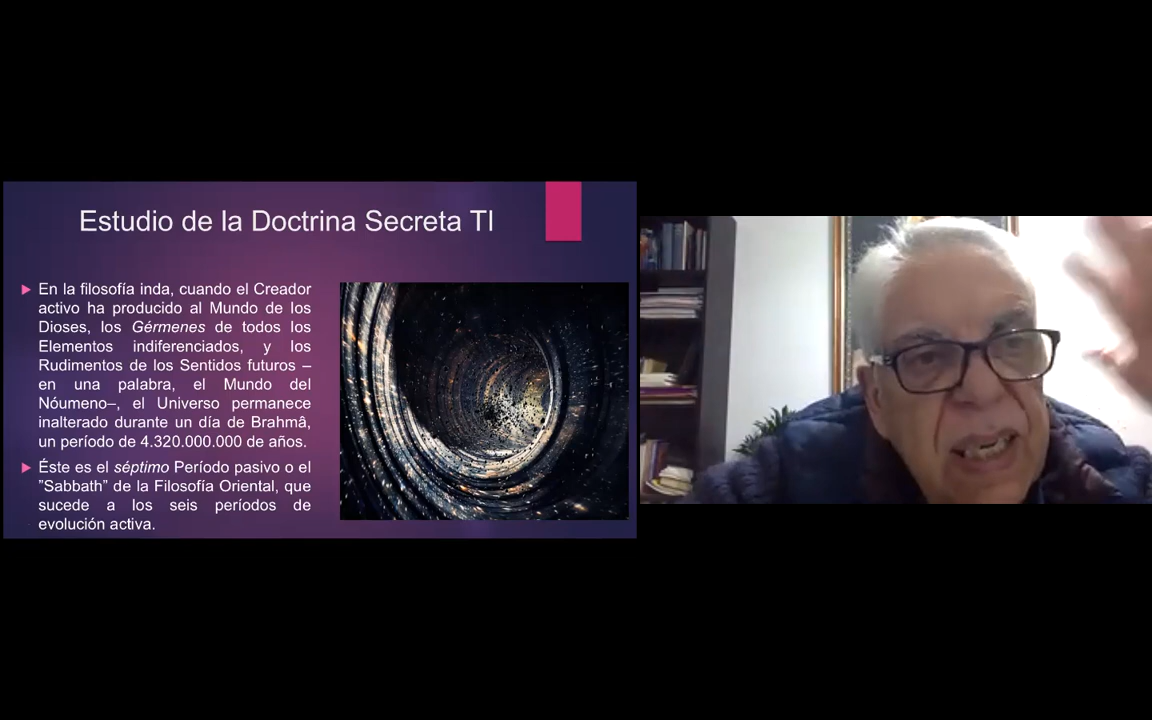 Estudio de la Doctrina Secreta TI
En la filosofía inda, cuando el Creador
activo ha producido al Mundo de los
Dioses, los Gérmenes de todos los
Elementos indiferenciados, y los
Rudimentos de los Sentidos futuros –
en una palabra, el Mundo del
Nóumeno–, el Universo permanece
inalterado durante un día de Brahmâ,
un período de 4.320.000.000 de años.
Éste es el séptimo Período pasivo o el
"Sabbath" de la Filosofía Oriental, que
sucede a los seis períodos de
evolución activa.